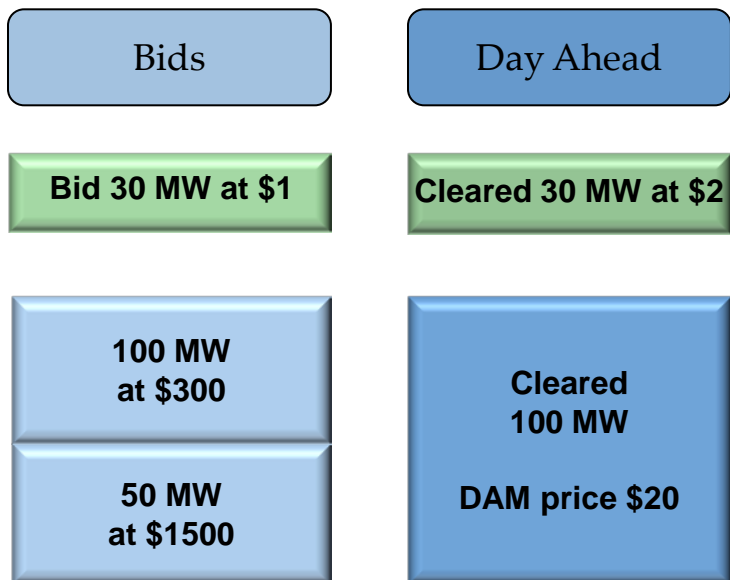 Bids
Day Ahead
Bid 30 MW at $1
Cleared 30 MW at $2
100 MW
at $300
50 MW
at $1500
Cleared
100 MW
DAM price $20